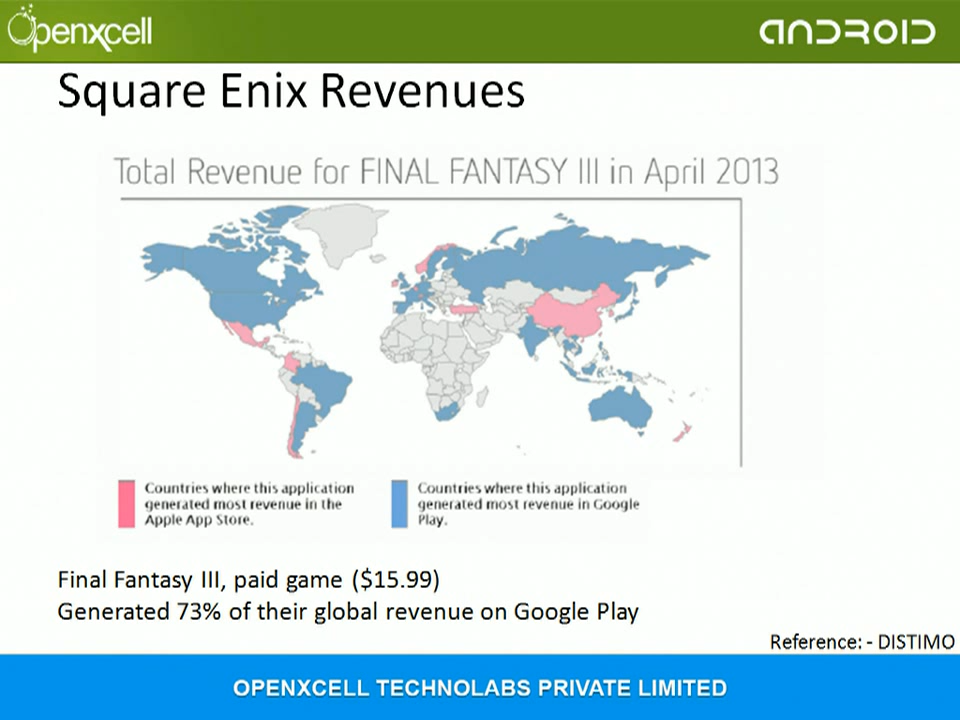 Openxcell
ANDROID
Square Enix Revenues
Total Revenue for FINAL FANTASY III in April 2013
Countries where this application
generated most revenue in the
Apple App Store.
Countries where this application
generated most revenue in Google
Play.
Final Fantasy III, paid game ($15.99)
Generated 73% of their global revenue on Google Play
Reference: - DISTIMO
OPENXCELL TECHNOLABS PRIVATE LIMITED